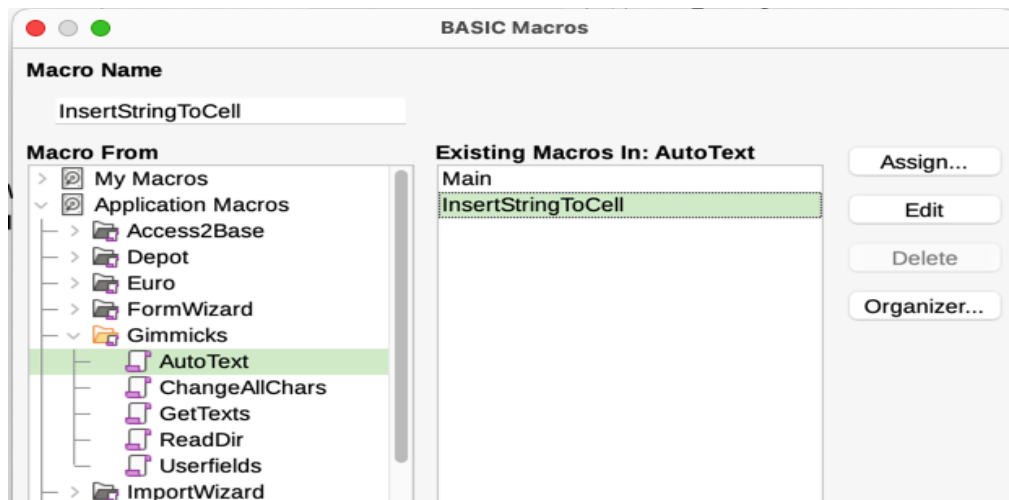 BASIC Macros
Macro Name
InsertStringToCell
Macro From
My Macros
Application Macros
Access2Base
Depot
Euro
FormWizard
Gimmicks
AutoText
ChangeAllChars
GetTexts
ReadDir
Userfields
ImportWizard
Existing Macros In: AutoText
Main
InsertStringToCell
Assign...
Edit
Delete
Organizer...